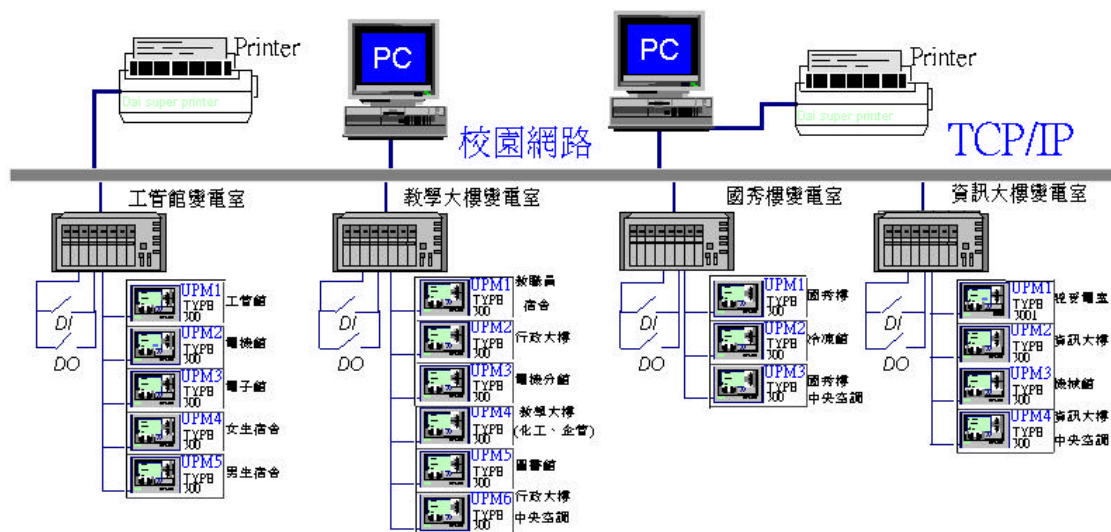 Printer
Dai super printer
PC
PC
Printer
Dai super printer
校園網路
TCP/IP
工管館變電室
教學大樓變電室
國秀樓變電室
資訊大樓變電室
DI
DO
UPM1
TYPE
300
工管館
UPM2
TYPE
300
電機館
UPM3
TYPE
300
電子館
UPM4
TYPE
300
女生宿舍
UPM5
TYPE
300
男生宿舍
DI
DO
UPM1
TYPE
300
教職員
宿舍
UPM2
TYPE
300
行政大樓
UPM3
TYPE
300
電機分館
UPM4
TYPE
300
教學大樓
(化工、企管)
UPM5
TYPE
300
圖書館
UPM6
TYPE
300
行政大樓
中央空調
DI
DO
UPM1
TYPE
300
國秀樓
UPM2
TYPE
300
冷凍館
UPM3
TYPE
300
國秀樓
中央空調
DI
DO
UPM1
TYPE
3001
UPM2
TYPE
300
資訊大樓
UPM3
TYPE
300
機械館
UPM4
TYPE
300
資訊大樓
中央空調